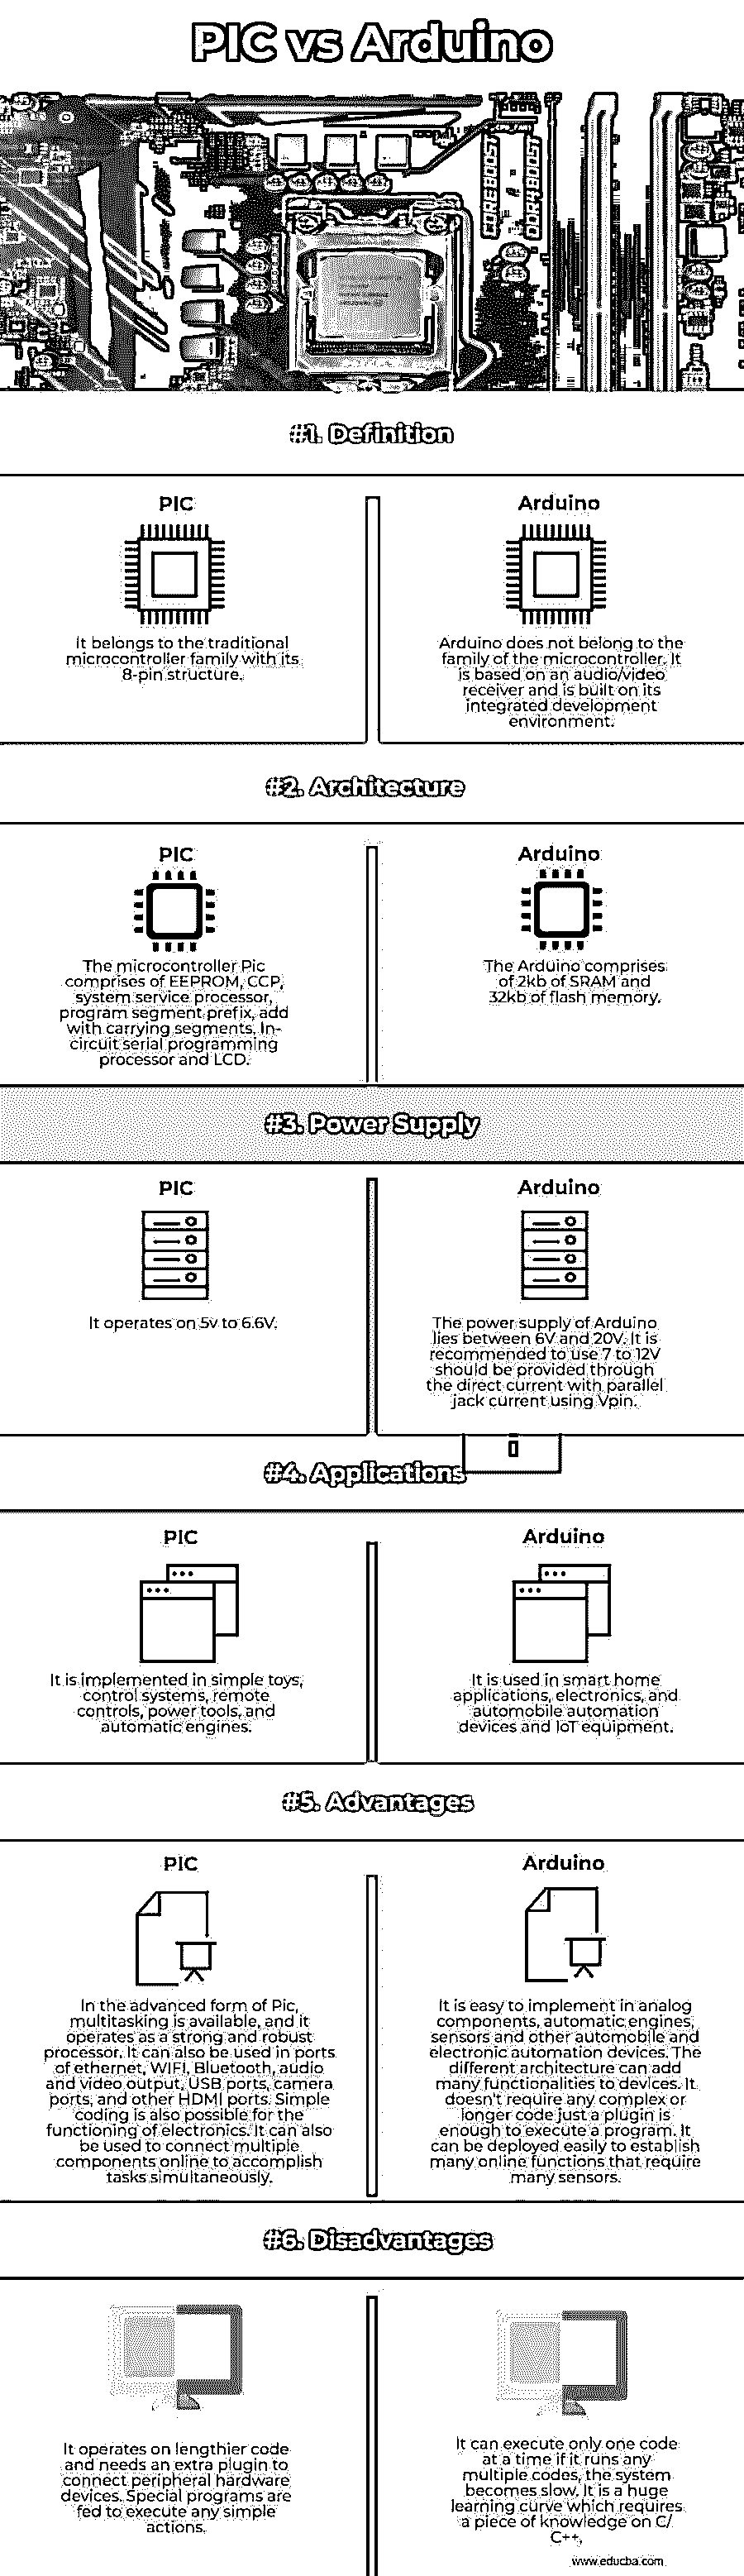 PIC vs Arduino
COREBOOST
COREBOOST
#1. Definition
PIC
It belongs to the traditional
microcontroller family with its
8-pin structure.
Arduino
Arduino does not belong to the
family of the microcontroller. It
is based on an audio/video
receiver and is built on its
integrated development
environment.
#2. Architecture
PIC
The microcontroller Pic
comprises of EEPROM, CCP,
system service processor,
program segment prefix, add
with carrying segments, In-
circuit serial programming
processor and LCD.
Arduino
The Arduino comprises
of 2kb of SRAM and
32kb of flash memory.
#3. Power Supply
PIC
It operates on 5v to 6.6V.
Arduino
The power supply of Arduino
lies between 6V and 20V. It is
recommended to use 7 to 12V
should be provided through
the direct current with parallel
jack current using Vpin.
#4. Applications
PIC
It is implemented in simple toys,
control systems, remote
controls, power tools, and
automatic engines.
Arduino
It is used in smart home
applications, electronics, and
automobile automation
devices and IoT equipment.
#5. Advantages
PIC
In the advanced form of Pic,
multitasking is available, and it
operates as a strong and robust
processor. It can also be used in ports
of ethernet, WIFI, Bluetooth, audio
and video output, USB ports, camera
ports, and other HDMI ports. Simple
coding is also possible for the
functioning of electronics. It can also
be used to connect multiple
components online to accomplish
tasks simultaneously.
Arduino
It is easy to implement in analog
components, automatic engines,
sensors and other automobile and
electronic automation devices. The
different architecture can add
many functionalities to devices. It
doesn't require any complex or
longer code just a plugin is
enough to execute a program. It
can be deployed easily to establish
many online functions that require
many sensors.
#6. Disadvantages
It operates on lengthier code
and needs an extra plugin to
connect peripheral hardware
devices. Special programs are
fed to execute any simple
actions.
It can execute only one code
at a time if it runs any
multiple codes, the system
becomes slow. It is a huge
learning curve which requires
a piece of knowledge on C/
C++.
www.educba.com